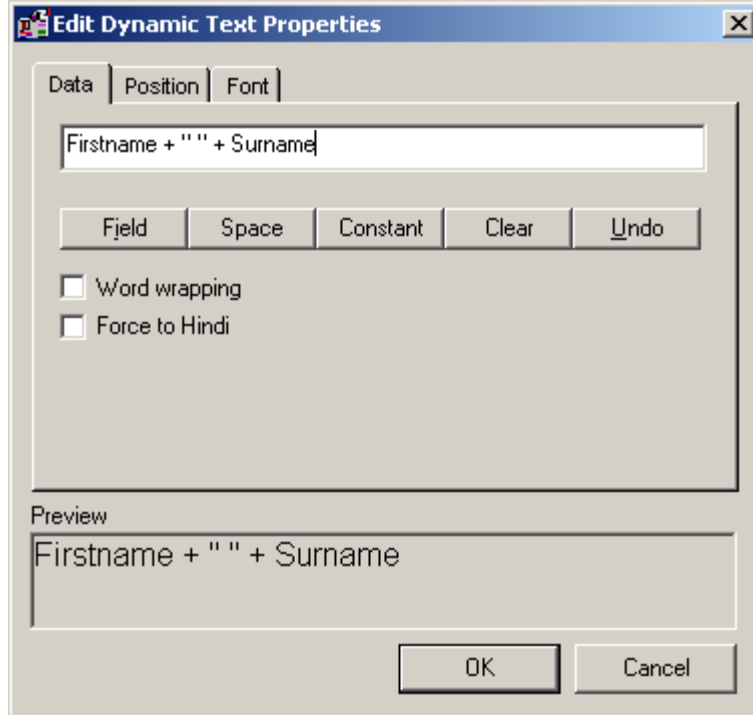 Edit Dynamic Text Properties
Data Position Font
Firstname + " " + Surname
Field Space Constant Clear Undo
Word wrapping
Force to Hindi
Preview
Firstname + " " + Surname
OK Cancel